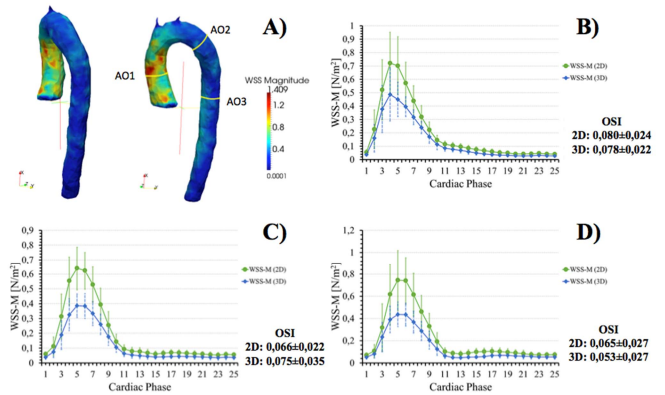 A)
AO2
AO1
AO3
WSS Magnitude
1.409
1.2
0.8
0.4
0.0001
B)
WSS-M [N/m²]
1
0,9
0,8
0,7
0,6
0,5
0,4
0,3
0,2
0,1
0
WSS-M (2D)
WSS-M (3D)
OSI
2D: 0,080±0,024
3D: 0,078±0,022
1 3 5 7 9 11 13 15 17 19 21 23 25
Cardiac Phase
C)
WSS-M [N/m²]
0,9
0,8
0,7
0,6
0,5
0,4
0,3
0,2
0,1
0
WSS-M (2D)
WSS-M (3D)
OSI
2D: 0,066±0,022
3D: 0,075±0,035
1 3 5 7 9 11 13 15 17 19 21 23 25
Cardiac Phase
D)
WSS-M [N/m²]
1,2
1
0,8
0,6
0,4
0,2
0
WSS-M (2D)
WSS-M (3D)
OSI
2D: 0,065±0,027
3D: 0,053±0,027
1 3 5 7 9 11 13 15 17 19 21 23 25
Cardiac Phase